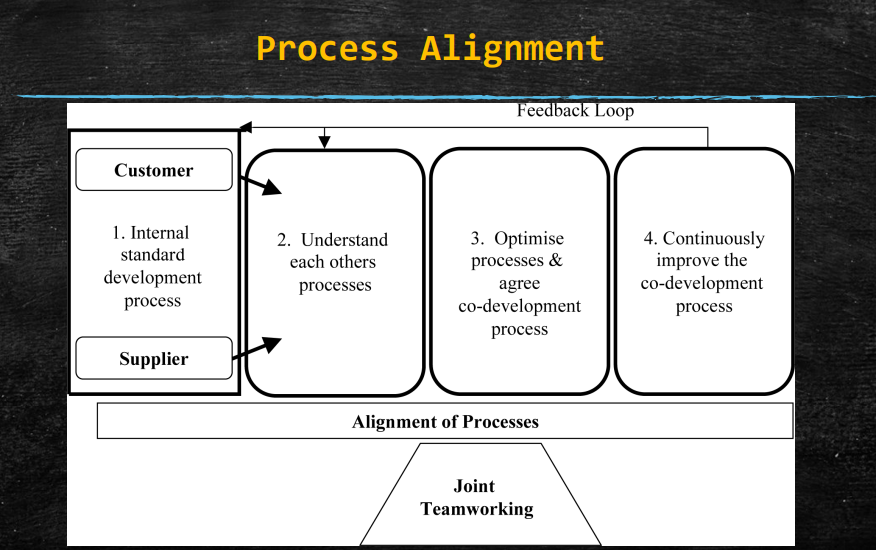 Process Alignment
Feedback Loop
Customer
1. Internal
standard
development
process
Supplier
2. Understand
each others
processes
3. Optimise
processes &
agree
co-development
process
4. Continuously
improve the
co-development
process
Alignment of Processes
Joint
Teamworking